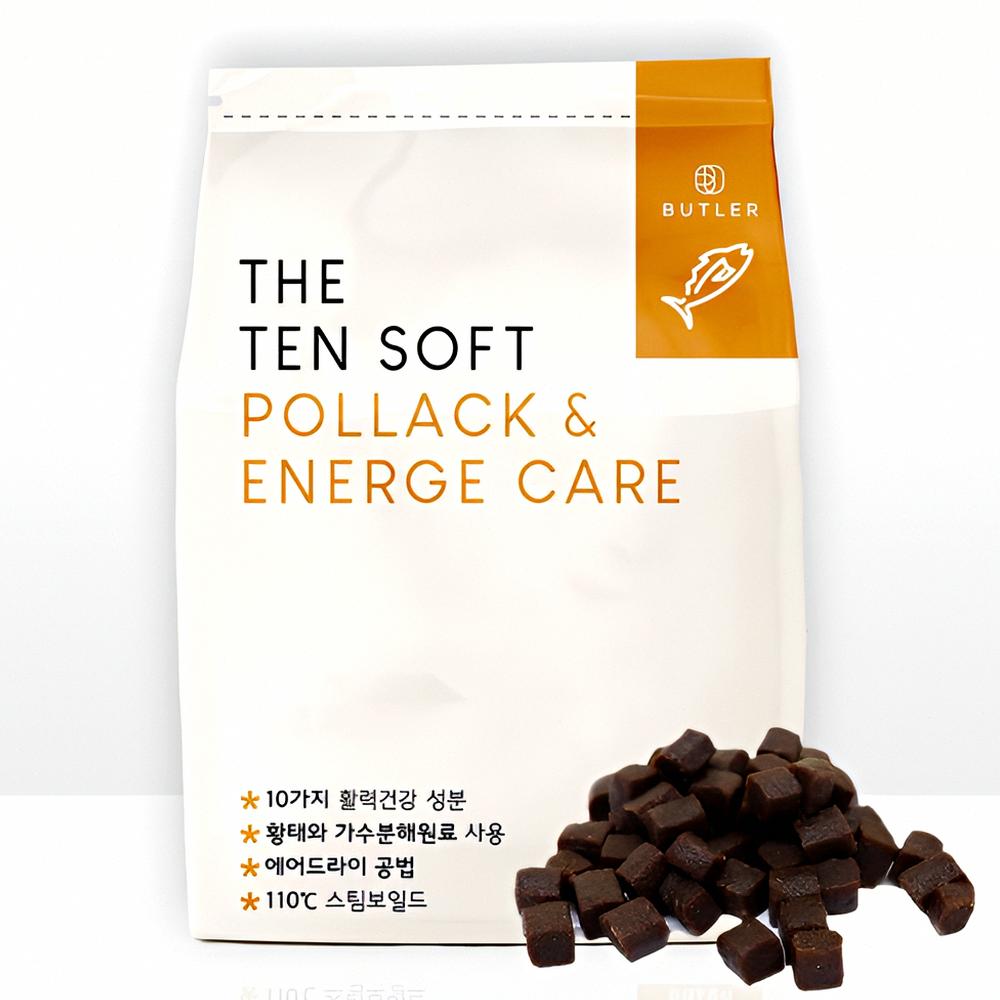 BUTLER
THE
TEN SOFT
POLLACK &
ENERGE CARE
* 10가지 활력건강 성분
* 황태와 가수분해원료 사용
* 에어드라이 공법
* 110℃ 스팀보일드